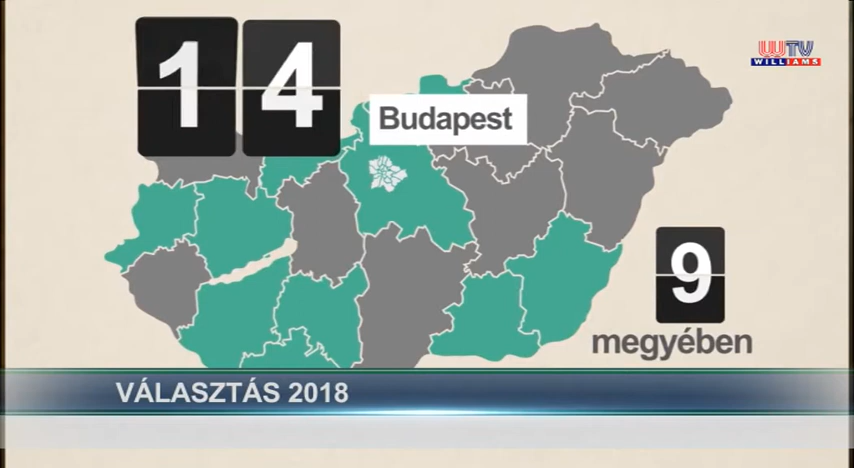 14
Budapest
WTV
WILLIAMS
9
megyében
VÁLASZTÁS 2018